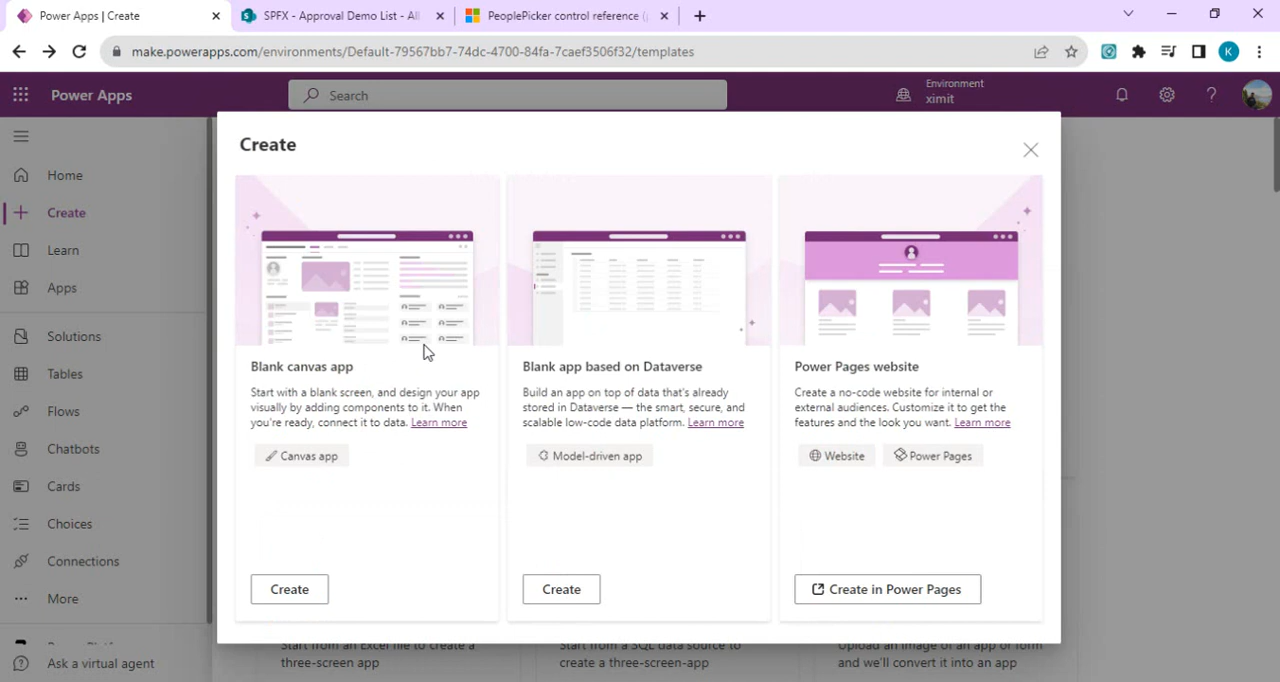 Power Apps | Create
SPFX - Approval Demo List - All
PeoplePicker control reference (
make.powerapps.com/environments/Default-79567bb7-74dc-4700-84fa-7caef3506f32/templates
K
Power Apps
Search
Environment
ximit
Home
Create
Learn
Apps
Solutions
Tables
Flows
Chatbots
Cards
Choices
Connections
More
Ask a virtual agent
Create
Blank canvas app
Start with a blank screen, and design your app
visually by adding components to it. When
you're ready, connect it to data. Learn more
Canvas app
Create
Blank app based on Dataverse
Build an app on top of data that's already
stored in Dataverse — the smart, secure, and
scalable low-code data platform. Learn more
Model-driven app
Create
Power Pages website
Create a no-code website for internal or
external audiences. Customize it to get the
features and the look you want. Learn more
Website
Power Pages
Create in Power Pages
Start from an Excel file to create a
three-screen app
Start from a SQL data source to
create a three-screen-app
Upload an image of an app or form
and we'll convert it into an app